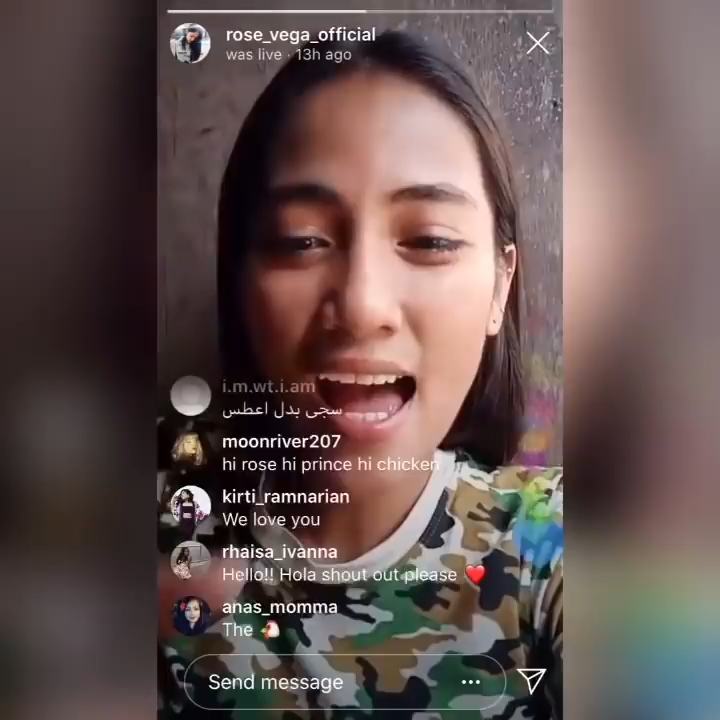 rose_vega_official
was live · 13h ago
i.m.wt.i.am
سجى بدل اعطس
moonriver207
hi rose hi prince hi chicken
kirti_ramnarian
We love you
rhaisa_ivanna
Hello!! Hola shout out please ❤️
anas_momma
The 🐔
Send message